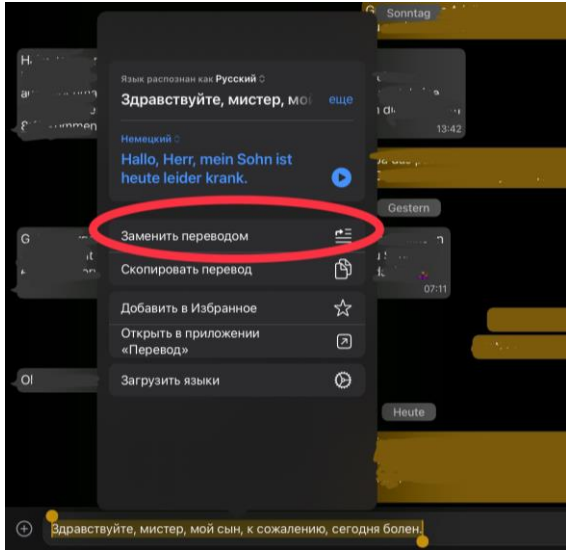 Sonntag
Язык распознан как Русский
Здравствуйте, мистер, мо
еще
13:42
Немецкий
Hallo, Herr, mein Sohn ist
heute leider krank.
Gestern
Заменить переводом
Скопировать перевод
07:11
Добавить в Избранное
Открыть в приложении
«Перевод»
Загрузить языки
Heute
Здравствуйте, мистер, мой сын, к сожалению, сегодня болен.